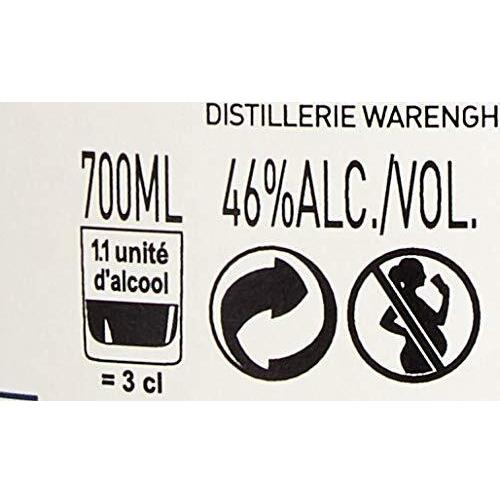 DISTILLERIE WARENGH
700ML 46%ALC./VOL.
1.1 unité
d'alcool
= 3 cl